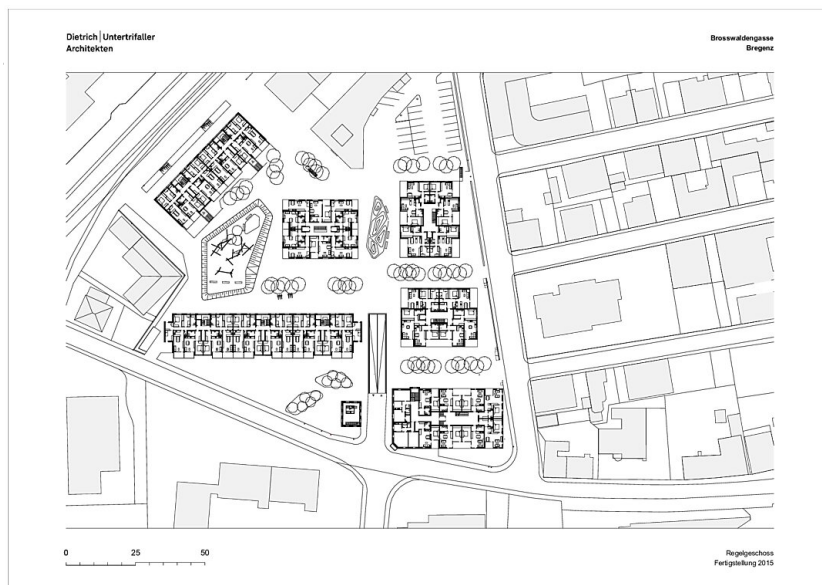 Dietrich | Untertrifaller
Architekten
Brosswaldengasse
Bregenz
0 25 50
Regelgeschoss
Fertigstellung 2015